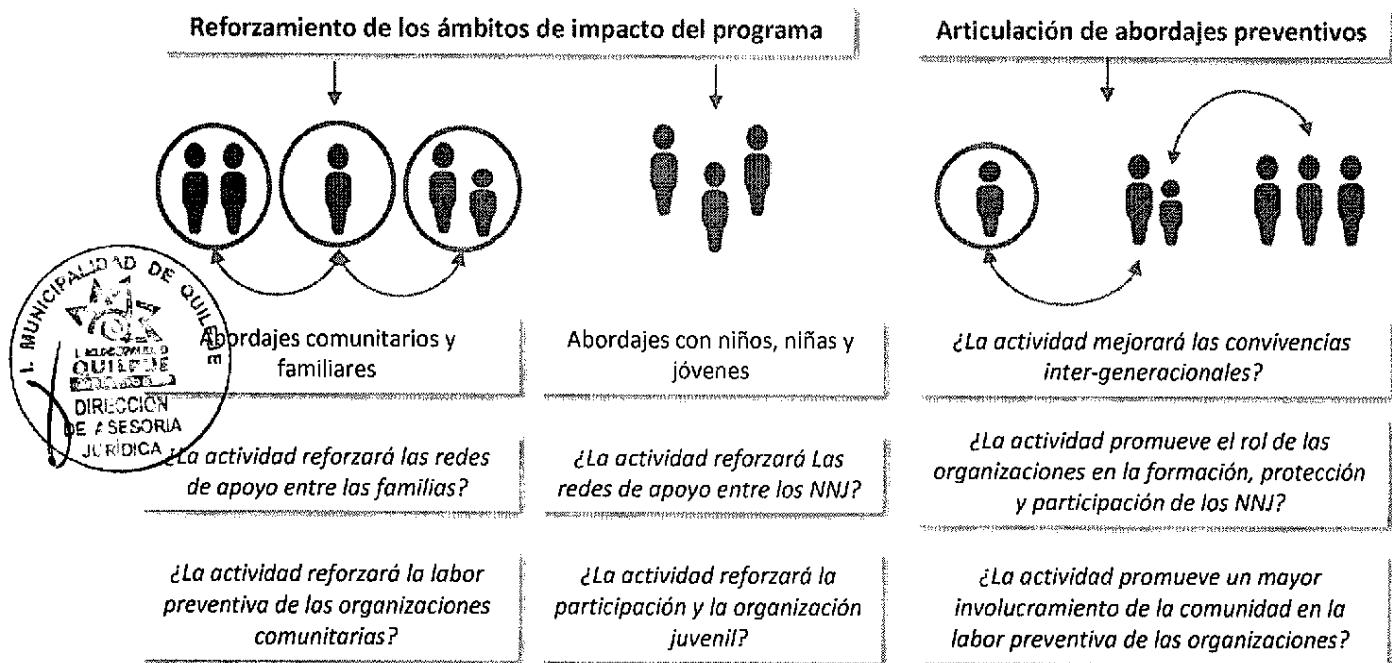 Reforzamiento de los ámbitos de impacto del programa
Articulación de abordajes preventivos
Abordajes comunitarios y
familiares
Abordajes con niños, niñas y
jóvenes
¿La actividad mejorará las convivencias
inter-generacionales?
¿La actividad reforzará las redes
de apoyo entre las familias?
¿La actividad reforzará Las
redes de apoyo entre los NNJ?
¿La actividad promueve el rol de las
organizaciones en la formación, protección
y participación de los NNJ?
¿La actividad reforzará la labor
preventiva de las organizaciones
comunitarias?
¿La actividad reforzará la
participación y la organización
juvenil?
¿La actividad promueve un mayor
involucramiento de la comunidad en la
labor preventiva de las organizaciones?
I. MUNICIPALIDAD DE
DIRECCION
DE ASESORIA
JURÍDICA